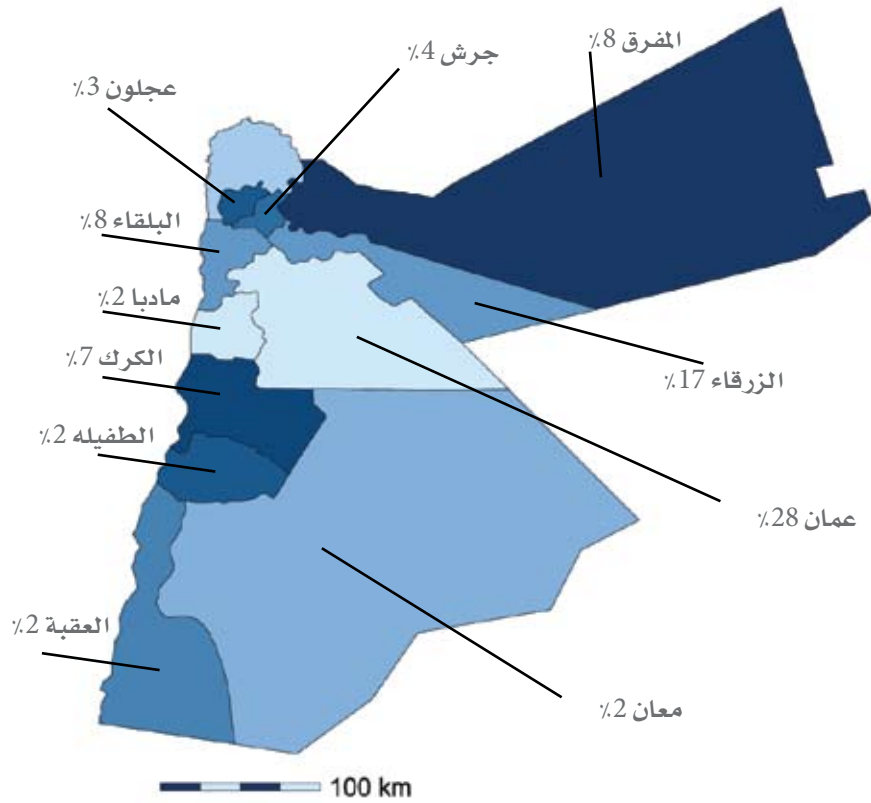 المفرق 8٪
جرش 4٪
عجلون 3٪
البلقاء 8٪
مادبا 2٪
الكرك 7٪
الزرقاء 17٪
الطفيله 2٪
عمان 28٪
العقبة 2٪
معان 2٪
100 km